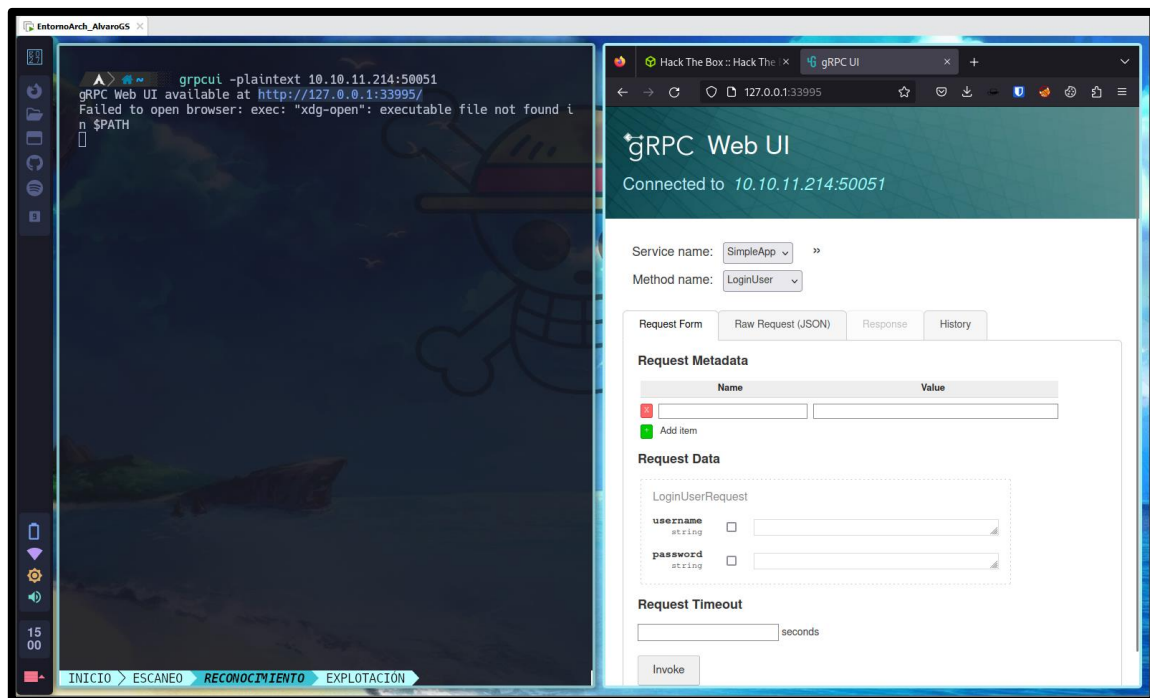 EntornoArch_AlvaroGS
~ grpcui -plaintext 10.10.11.214:50051
gRPC Web UI available at http://127.0.0.1:33995/
Failed to open browser: exec: "xdg-open": executable file not found i
n $PATH
15
00
INICIO ESCANEO RECONOCIMIENTO EXPLOTACIÓN
Hack The Box :: Hack The
gRPC UI
127.0.0.1:33995
gRPC Web UI
Connected to 10.10.11.214:50051
Service name: SimpleApp »
Method name: LoginUser
Request Form Raw Request (JSON) Response History
Request Metadata
Name Value
Add item
Request Data
LoginUserRequest
username
string
password
string
Request Timeout
seconds
Invoke